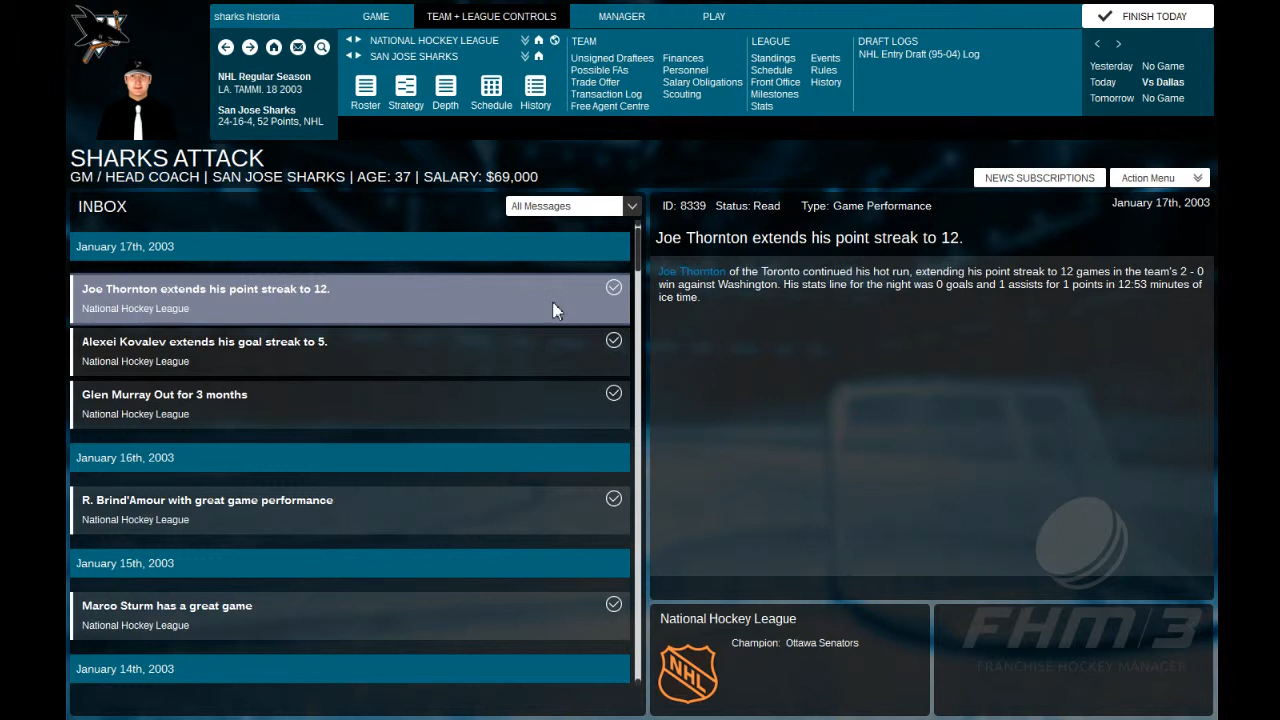 sharks historia
GAME
TEAM + LEAGUE CONTROLS
MANAGER
PLAY
FINISH TODAY
NATIONAL HOCKEY LEAGUE
SAN JOSE SHARKS
NHL Regular Season
LA. TAMMI. 18 2003
San Jose Sharks
24-16-4, 52 Points, NHL
Roster
Strategy
Depth
Schedule
History
TEAM
Unsigned Draftees
Possible FAs
Trade Offer
Transaction Log
Free Agent Centre
Finances
Personnel
Salary Obligations
Scouting
LEAGUE
Standings
Schedule
Front Office
Milestones
Stats
Events
Rules
History
DRAFT LOGS
NHL Entry Draft (95-04) Log
Yesterday No Game
Today Vs Dallas
Tomorrow No Game
SHARKS ATTACK
GM / HEAD COACH | SAN JOSE SHARKS | AGE: 37 | SALARY: $69,000
NEWS SUBSCRIPTIONS
Action Menu
INBOX
All Messages
January 17th, 2003
Joe Thornton extends his point streak to 12.
National Hockey League
Alexei Kovalev extends his goal streak to 5.
National Hockey League
Glen Murray Out for 3 months
National Hockey League
January 16th, 2003
R. Brind'Amour with great game performance
National Hockey League
January 15th, 2003
Marco Sturm has a great game
National Hockey League
January 14th, 2003
ID: 8339 Status: Read Type: Game Performance
January 17th, 2003
Joe Thornton extends his point streak to 12.
Joe Thornton of the Toronto continued his hot run, extending his point streak to 12 games in the team's 2 - 0
win against Washington. His stats line for the night was 0 goals and 1 assists for 1 points in 12:53 minutes of
ice time.
National Hockey League
Champion: Ottawa Senators
NHL
FHM/3
FRANCHISE HOCKEY MANAGER